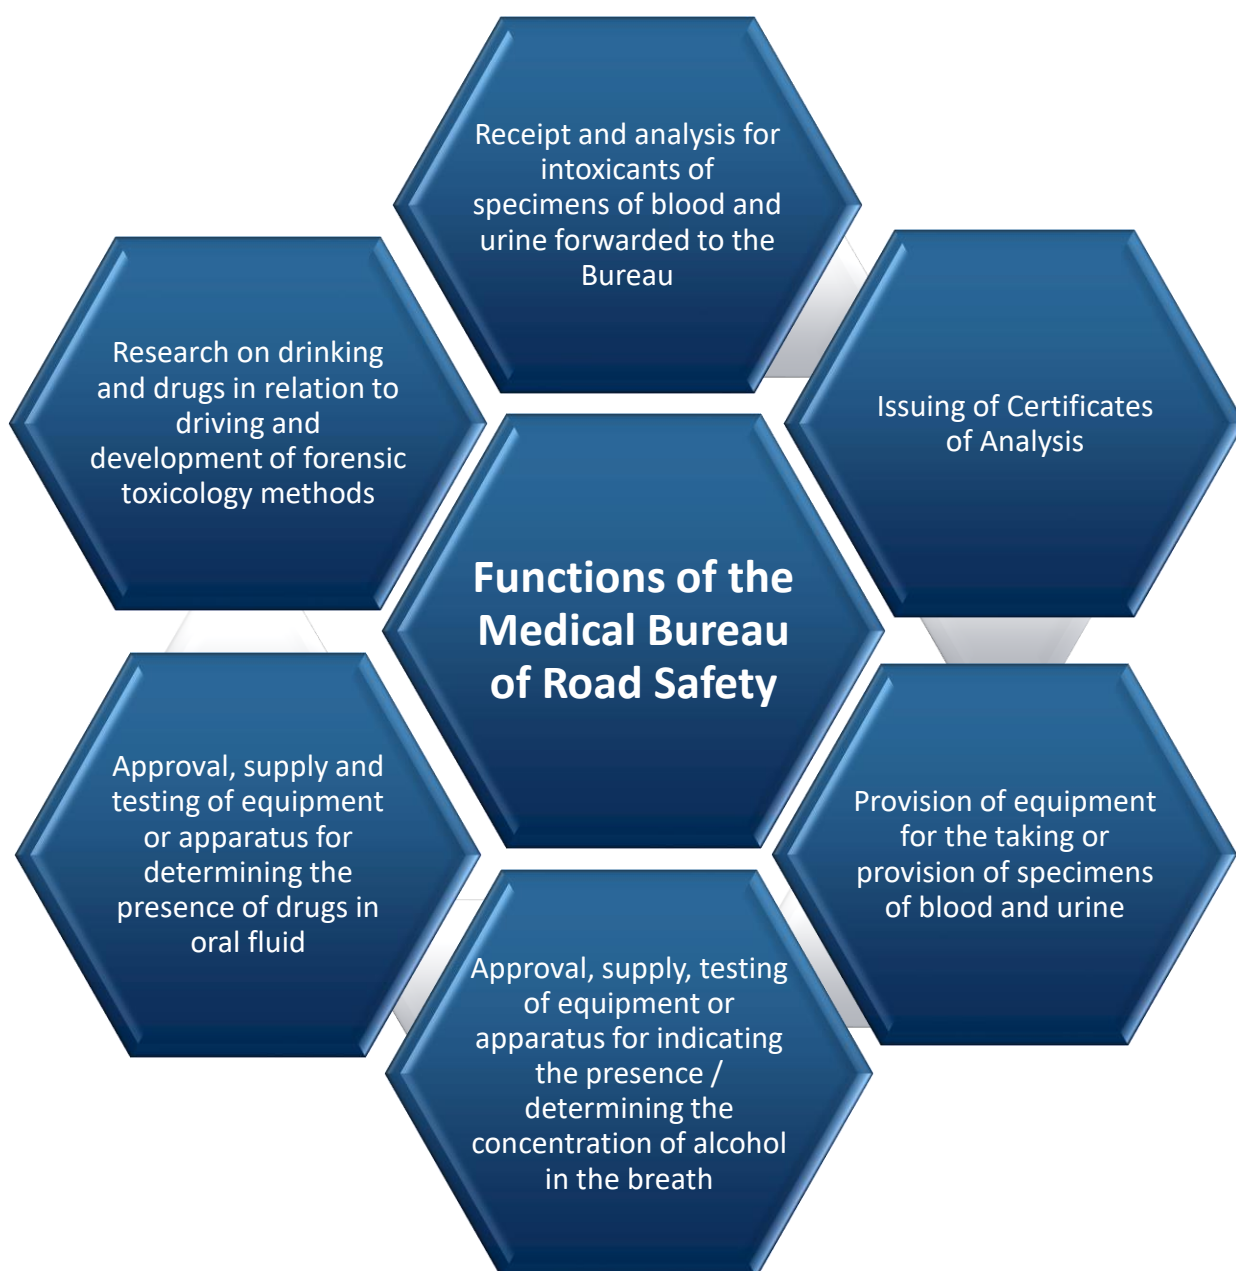 Receipt and analysis for
intoxicants of
specimens of blood and
urine forwarded to the
Bureau
Issuing of Certificates
of Analysis
Provision of equipment
for the taking or
provision of specimens
of blood and urine
Approval, supply, testing
of equipment or
apparatus for indicating
the presence /
determining the
concentration of alcohol
in the breath
Approval, supply and
testing of equipment
or apparatus for
determining the
presence of drugs in
oral fluid
Research on drinking
and drugs in relation to
driving and
development of forensic
toxicology methods
Functions of the
Medical Bureau
of Road Safety